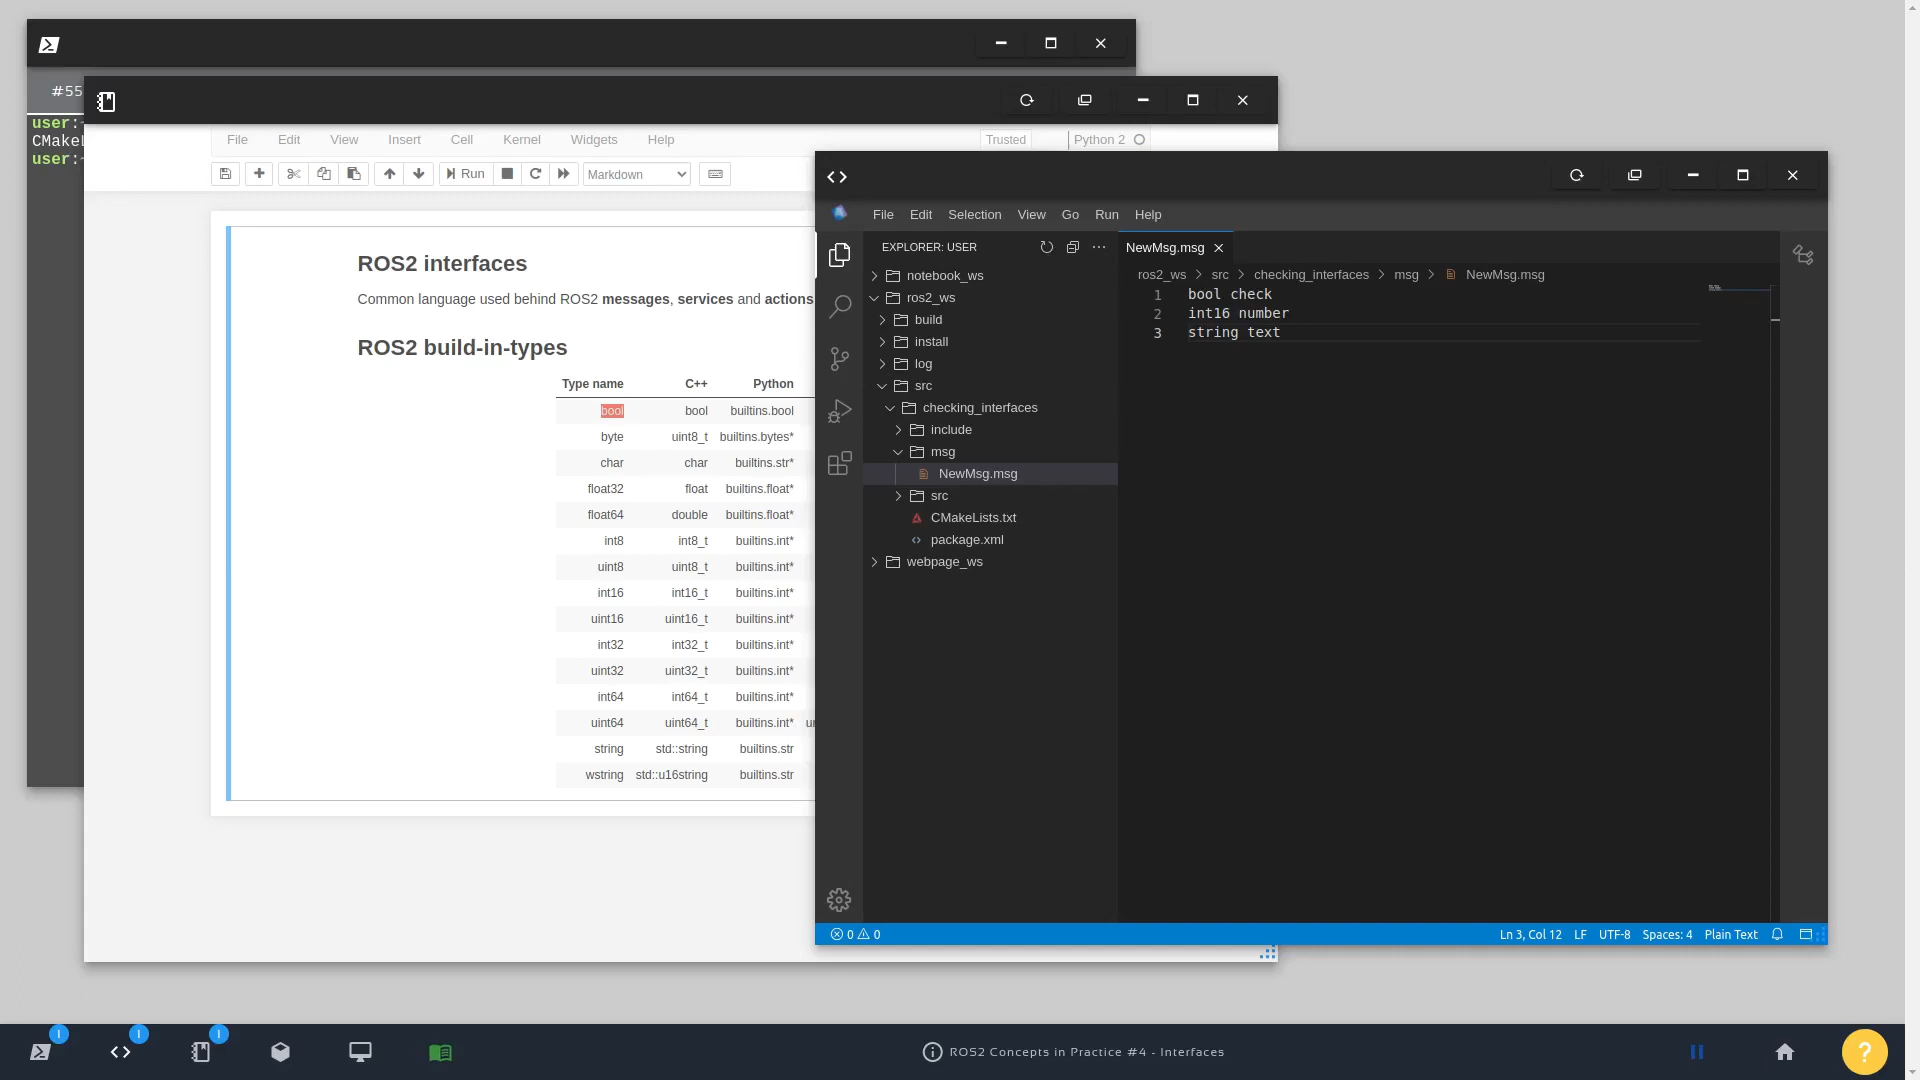 #55
user:~
CMakeL
user:~
File Edit View Insert Cell Kernel Widgets Help
Trusted
Python 2
Run
Markdown
ROS2 interfaces
Common language used behind ROS2 messages, services and actions
ROS2 build-in-types
Type name C++ Python
bool bool builtins.bool
byte uint8_t builtins.bytes*
char char builtins.str*
float32 float builtins.float*
float64 double builtins.float*
int8 int8_t builtins.int*
uint8 uint8_t builtins.int*
int16 int16_t builtins.int*
uint16 uint16_t builtins.int*
int32 int32_t builtins.int*
uint32 uint32_t builtins.int*
int64 int64_t builtins.int*
uint64 uint64_t builtins.int*
string std::string builtins.str
wstring std::u16string builtins.str
File Edit Selection View Go Run Help
EXPLORER: USER
notebook_ws
ros2_ws
build
install
log
src
checking_interfaces
include
msg
NewMsg.msg
src
CMakeLists.txt
package.xml
webpage_ws
NewMsg.msg
ros2_ws > src > checking_interfaces > msg > NewMsg.msg
1 bool check
2 int16 number
3 string text
0 0
Ln 3, Col 12 LF UTF-8 Spaces: 4 Plain Text
ROS2 Concepts in Practice #4 - Interfaces
?